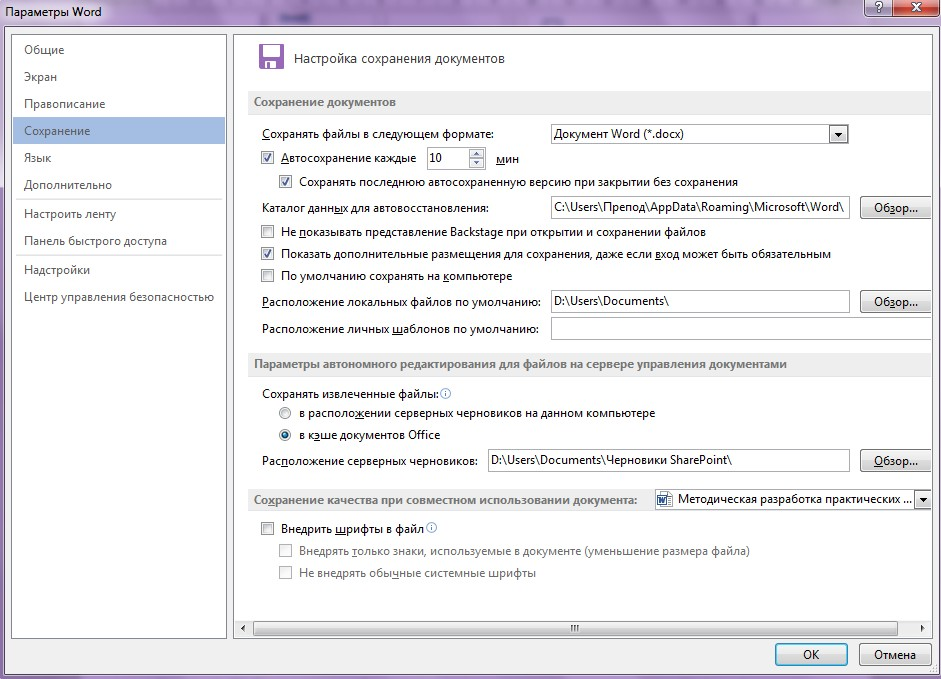 Параметры Word
Общие
Экран
Правописание
Сохранение
Язык
Дополнительно
Настроить ленту
Панель быстрого доступа
Надстройки
Центр управления безопасностью
Настройка сохранения документов
Сохранение документов
Сохранять файлы в следующем формате: Документ Word (*.docx)
Автосохранение каждые 10 мин
Сохранять последнюю автосохраненную версию при закрытии без сохранения
Каталог данных для автовосстановления: C:\Users\Препод\AppData\Roaming\Microsoft\Word\ Обзор...
Не показывать представление Backstage при открытии и сохранении файлов
Показать дополнительные размещения для сохранения, даже если вход может быть обязательным
По умолчанию сохранять на компьютере
Расположение локальных файлов по умолчанию: D:\Users\Documents\ Обзор...
Расположение личных шаблонов по умолчанию:
Параметры автономного редактирования для файлов на сервере управления документами
Сохранять извлеченные файлы:
в расположении серверных черновиков на данном компьютере
в кэше документов Office
Расположение серверных черновиков: D:\Users\Documents\Черновики SharePoint\ Обзор...
Сохранение качества при совместном использовании документа: Методическая разработка практических ...
Внедрить шрифты в файл
Внедрять только знаки, используемые в документе (уменьшение размера файла)
Не внедрять обычные системные шрифты
ОК Отмена